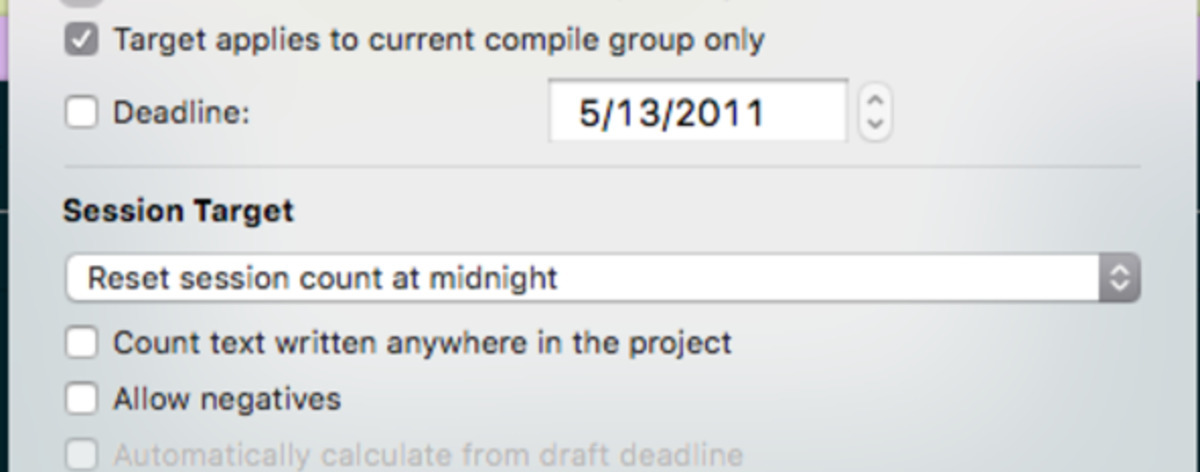 Target applies to current compile group only
Deadline: 5/13/2011
Session Target
Reset session count at midnight
Count text written anywhere in the project
Allow negatives
Automatically calculate from draft deadline